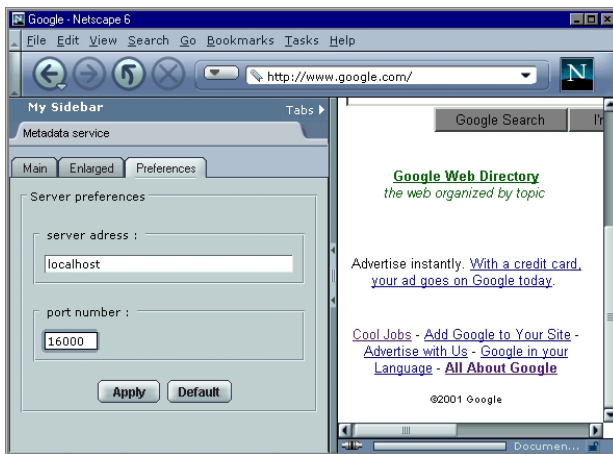 Google - Netscape 6
File Edit View Search Go Bookmarks Tasks Help
http://www.google.com/
N
My Sidebar
Tabs
Metadata service
Main Enlarged Preferences
Server preferences
server adress :
localhost
port number :
16000
Apply Default
Google Search I'
Google Web Directory
the web organized by topic
Advertise instantly. With a credit card,
your ad goes on Google today.
Cool Jobs - Add Google to Your Site -
Advertise with Us - Google in your
Language - All About Google
©2001 Google
Documen...